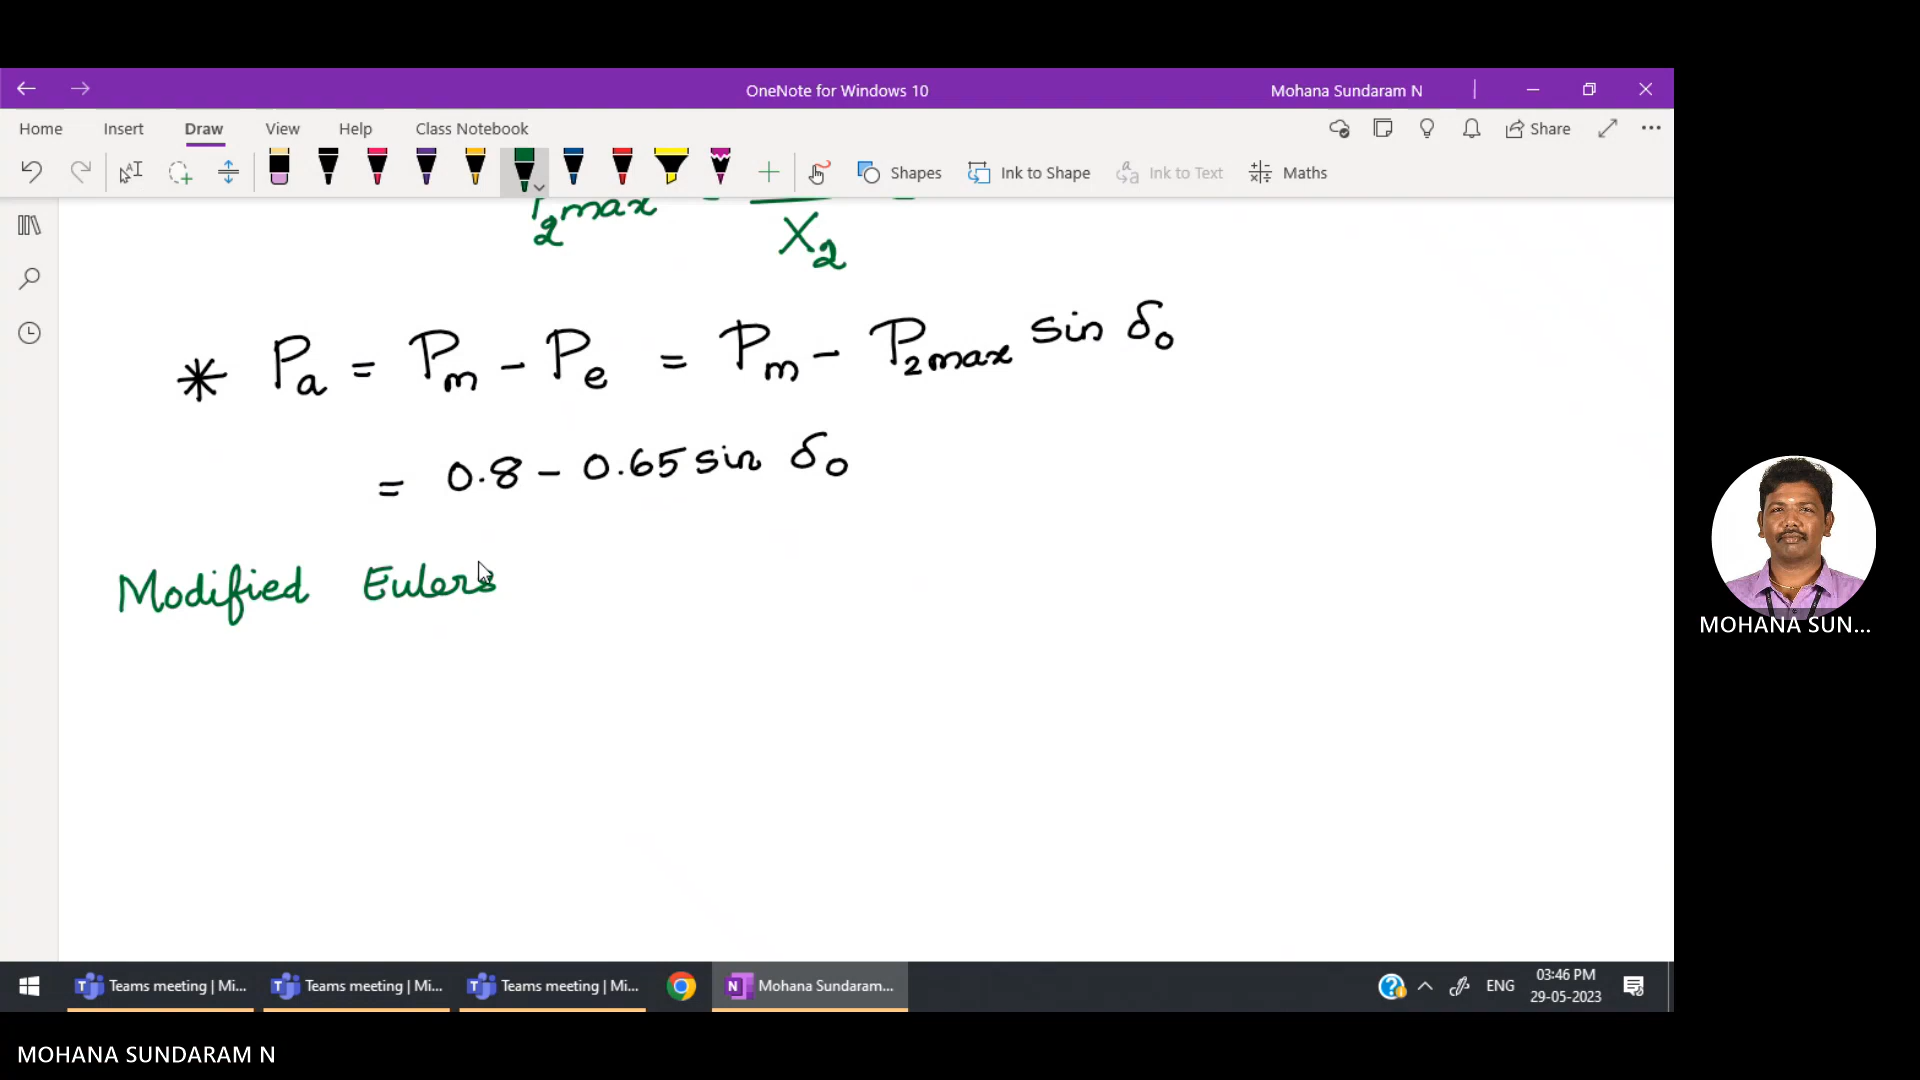 OneNote for Windows 10
Mohana Sundaram N
Home Insert Draw View Help Class Notebook
Share
Shapes Ink to Shape Ink to Text Maths
P2max = X2
* Pa = Pm - Pe = Pm - P2max sin δ0
= 0.8 - 0.65 sin δ0
Modified Eulers
MOHANA SUN...
Teams meeting | Mi... Teams meeting | Mi... Teams meeting | Mi... Mohana Sundaram...
ENG
03:46 PM
29-05-2023
MOHANA SUNDARAM N